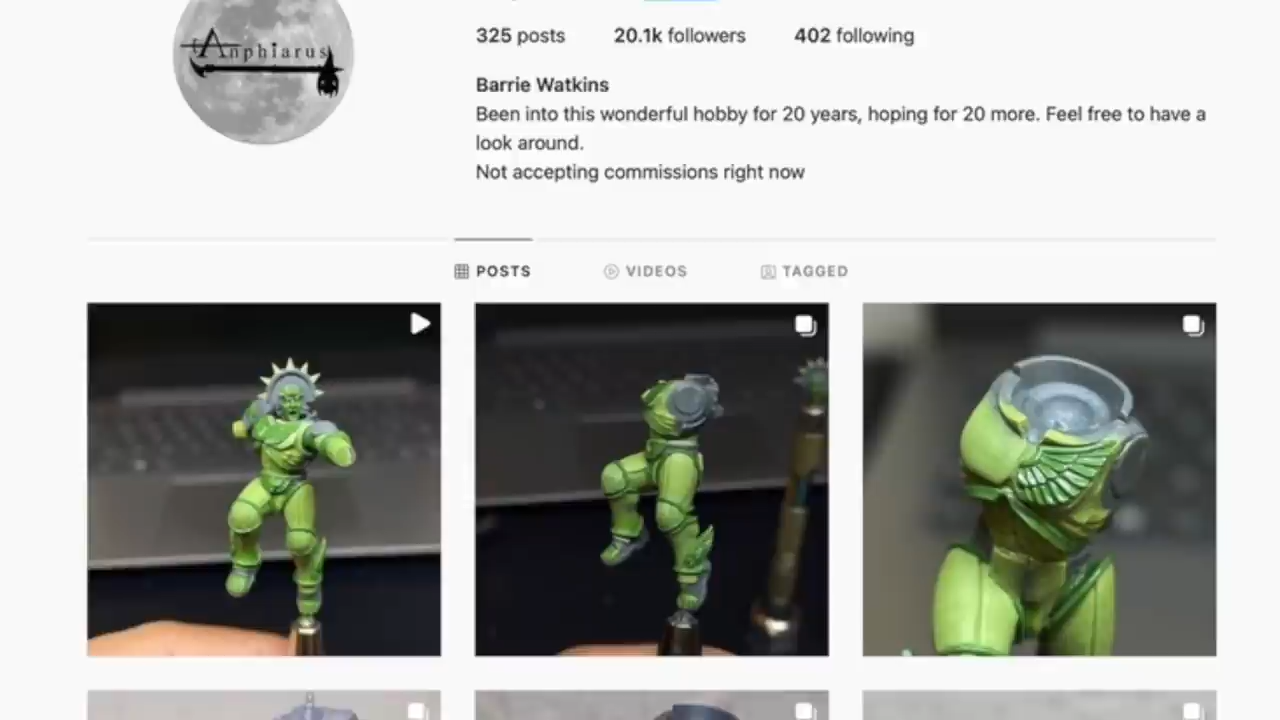 Anphiarus
325 posts 20.1k followers 402 following
Barrie Watkins
Been into this wonderful hobby for 20 years, hoping for 20 more. Feel free to have a
look around.
Not accepting commissions right now
POSTS VIDEOS TAGGED